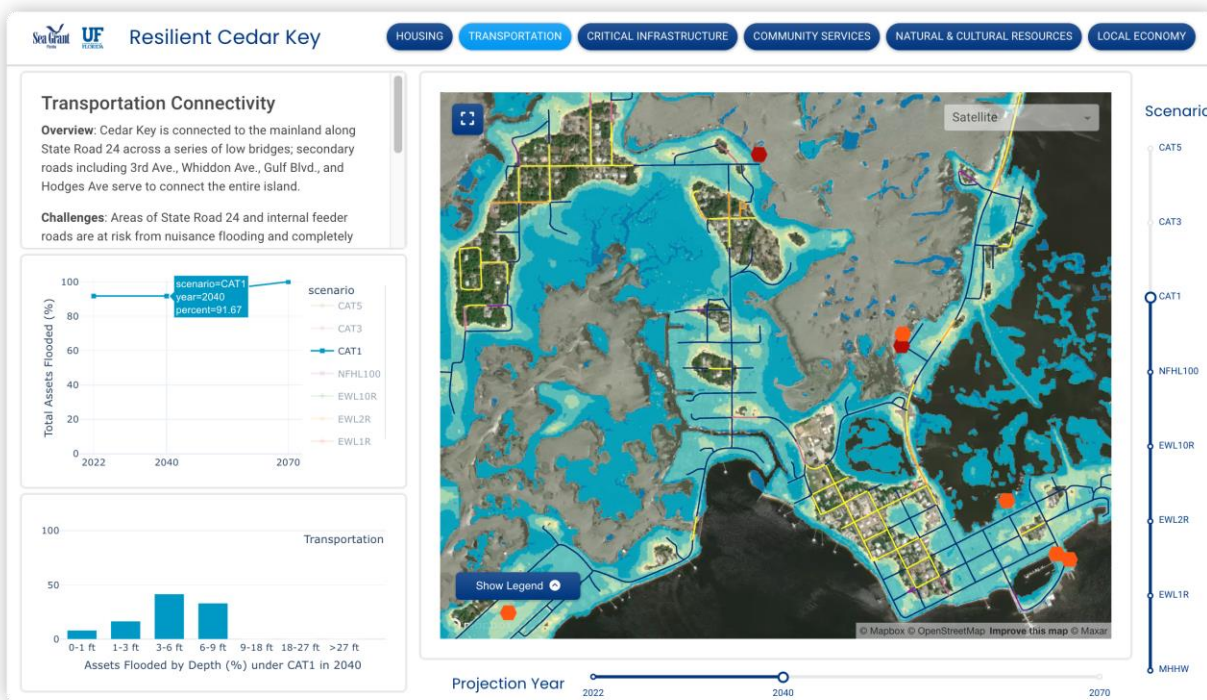 Sea Grant
Florida
UF
FLORIDA
Resilient Cedar Key
HOUSING
TRANSPORTATION
CRITICAL INFRASTRUCTURE
COMMUNITY SERVICES
NATURAL & CULTURAL RESOURCES
LOCAL ECONOMY
Transportation Connectivity
Overview: Cedar Key is connected to the mainland along
State Road 24 across a series of low bridges; secondary
roads including 3rd Ave., Whiddon Ave., Gulf Blvd., and
Hodges Ave serve to connect the entire island.
Challenges: Areas of State Road 24 and internal feeder
roads are at risk from nuisance flooding and completely
Total Assets Flooded (%)
100
80
60
40
20
0
2022
2040
2070
scenario=CAT1
year=2040
percent=91.67
scenario
CAT5
CAT3
CAT1
NFHL100
EWL10R
EWL2R
EWL1R
100
50
0
Transportation
0-1 ft
1-3 ft
3-6 ft
6-9 ft
9-18 ft
18-27 ft
>27 ft
Assets Flooded by Depth (%) under CAT1 in 2040
Satellite
Show Legend
© Mapbox © OpenStreetMap Improve this map © Maxar
Projection Year
2022
2040
2070
Scenario
CAT5
CAT3
CAT1
NFHL100
EWL10R
EWL2R
EWL1R
MHHW